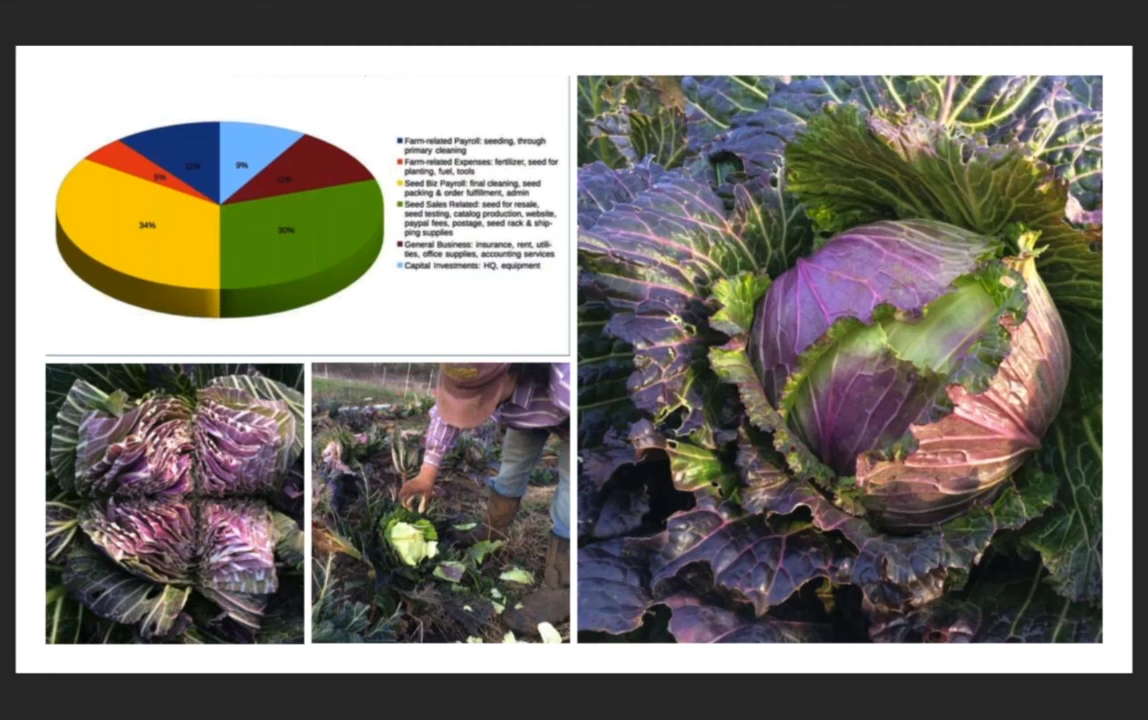 9%
5%
34%
30%
Farm-related Payroll: seeding, through
primary cleaning
Farm-related Expenses: fertilizer, seed for
planting, fuel, tools
Seed Biz Payroll: final cleaning, seed
packing & order fulfillment, admin
Seed Sales Related: seed for resale,
seed testing, catalog production, website,
paypal fees, postage, seed rack & ship-
ping supplies
General Business: insurance, rent, utili-
ties, office supplies, accounting services
Capital Investments: HQ, equipment